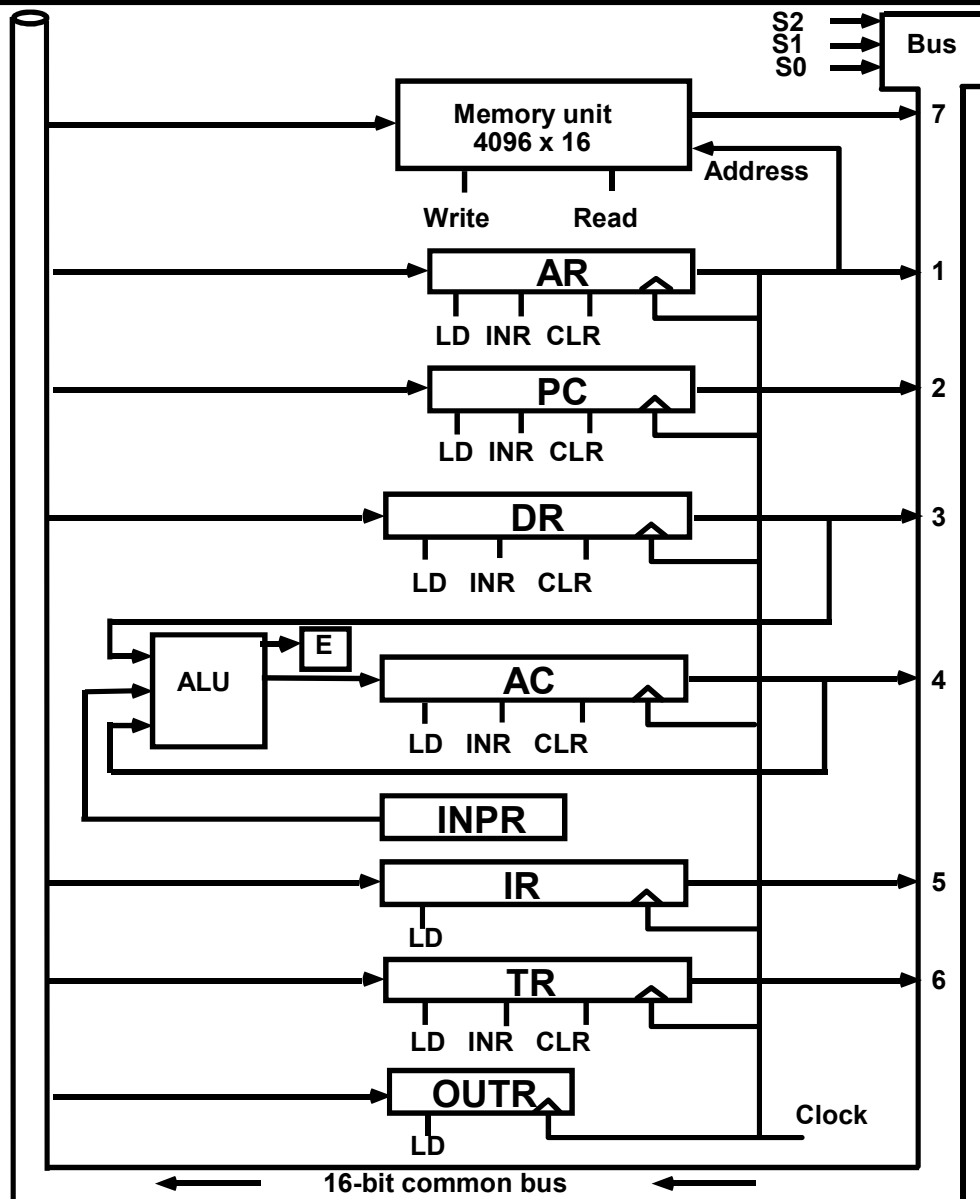 S2
S1
S0
Bus
Memory unit
4096 x 16
7
Address
Write Read
AR
1
LD INR CLR
PC
2
LD INR CLR
DR
3
LD INR CLR
E
ALU
AC
4
LD INR CLR
INPR
IR
5
LD
TR
6
LD INR CLR
OUTR
Clock
LD
16-bit common bus